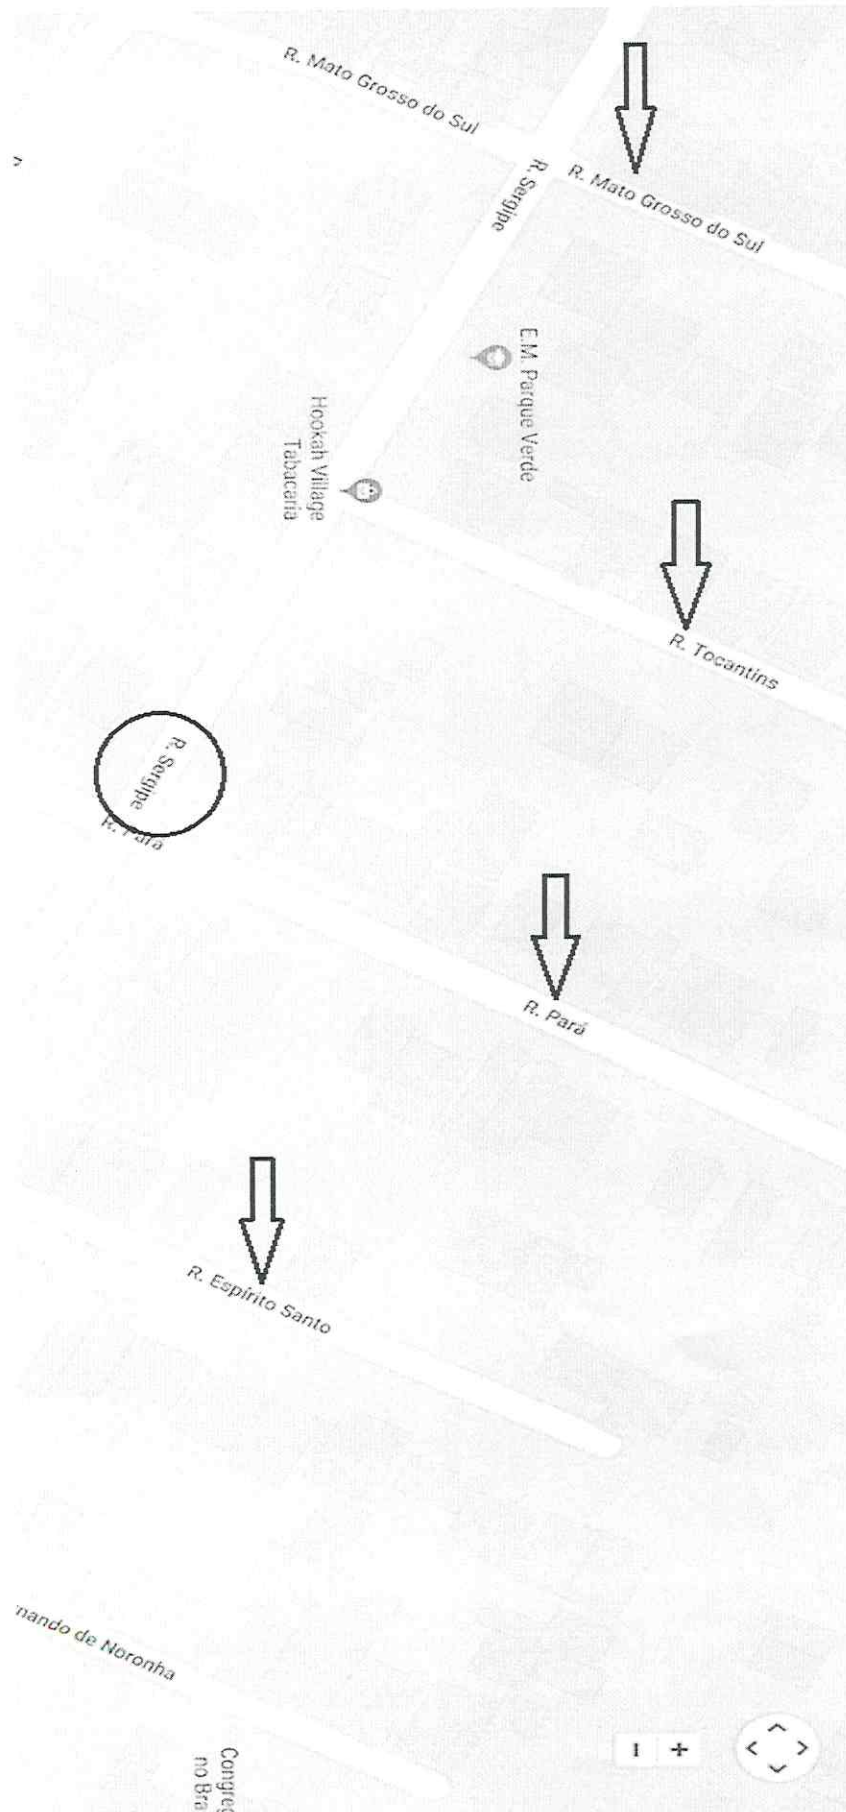 R. Mato Grosso do Sul
R. Mato Grosso do Sul
R. Sergipe
E.M. Parque Verde
Hookah Village
Tabacaria
R. Tocantins
R. Sergipe
R. Pará
R. Pará
R. Espírito Santo
nando de Noronha
Congreg
no Bra